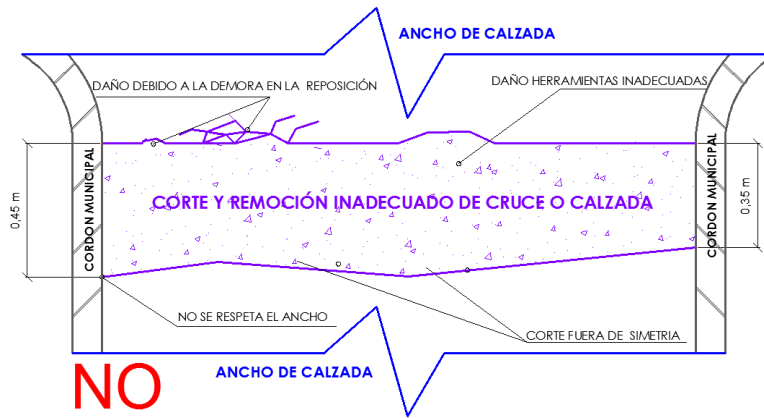 ANCHO DE CALZADA
DAÑO DEBIDO A LA DEMORA EN LA REPOSICIÓN
DAÑO HERRAMIENTAS INADECUADAS
0,45 m
CORDON MUNICIPAL
CORTE Y REMOCIÓN INADECUADO DE CRUCE O CALZADA
CORDON MUNICIPAL
0,35 m
NO SE RESPETA EL ANCHO
CORTE FUERA DE SIMETRIA
NO
ANCHO DE CALZADA